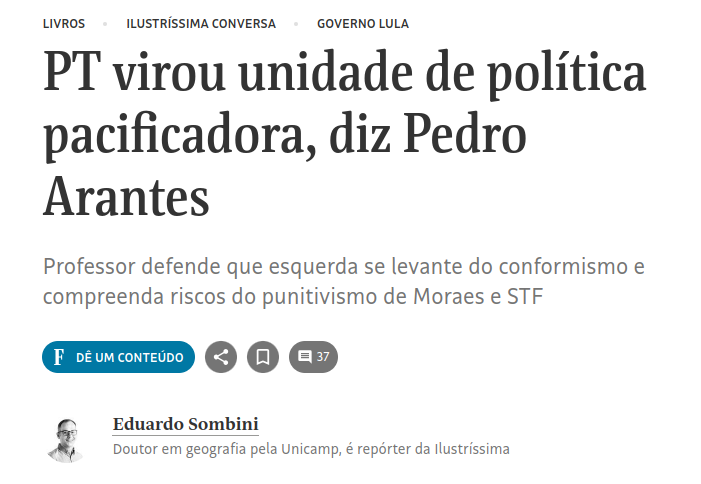 LIVROS • ILUSTRÍSSIMA CONVERSA • GOVERNO LULA
PT virou unidade de política
pacificadora, diz Pedro
Arantes
Professor defende que esquerda se levante do conformismo e
compreenda riscos do punitivismo de Moraes e STF
F DÊ UM CONTEÚDO 37
Eduardo Sombini
Doutor em geografia pela Unicamp, é repórter da Ilustríssima